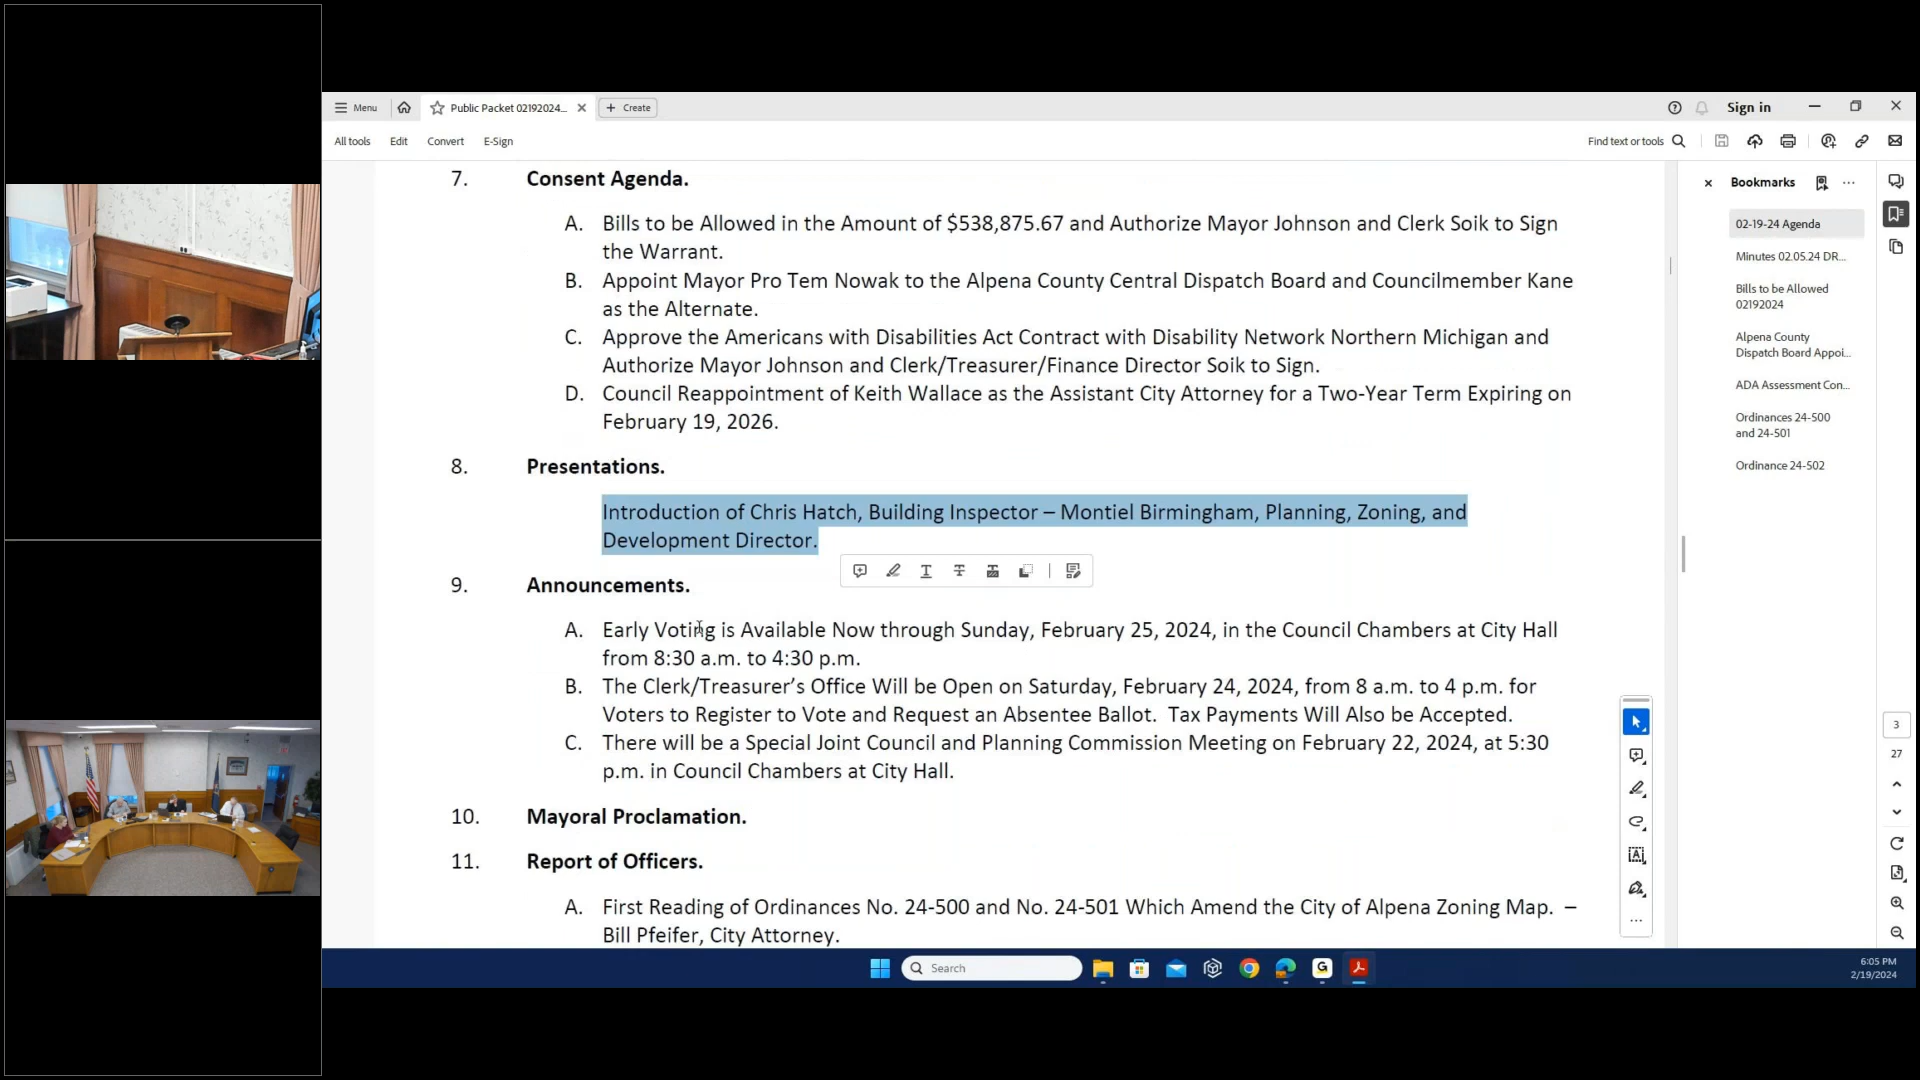 Menu
Public Packet 02192024...
Create
Sign in
All tools
Edit
Convert
E-Sign
Find text or tools
7. Consent Agenda.
A. Bills to be Allowed in the Amount of $538,875.67 and Authorize Mayor Johnson and Clerk Soik to Sign
the Warrant.
B. Appoint Mayor Pro Tem Nowak to the Alpena County Central Dispatch Board and Councilmember Kane
as the Alternate.
C. Approve the Americans with Disabilities Act Contract with Disability Network Northern Michigan and
Authorize Mayor Johnson and Clerk/Treasurer/Finance Director Soik to Sign.
D. Council Reappointment of Keith Wallace as the Assistant City Attorney for a Two-Year Term Expiring on
February 19, 2026.
8. Presentations.
Introduction of Chris Hatch, Building Inspector – Montiel Birmingham, Planning, Zoning, and
Development Director.
9. Announcements.
A. Early Voting is Available Now through Sunday, February 25, 2024, in the Council Chambers at City Hall
from 8:30 a.m. to 4:30 p.m.
B. The Clerk/Treasurer’s Office Will be Open on Saturday, February 24, 2024, from 8 a.m. to 4 p.m. for
Voters to Register to Vote and Request an Absentee Ballot. Tax Payments Will Also be Accepted.
C. There will be a Special Joint Council and Planning Commission Meeting on February 22, 2024, at 5:30
p.m. in Council Chambers at City Hall.
10. Mayoral Proclamation.
11. Report of Officers.
A. First Reading of Ordinances No. 24-500 and No. 24-501 Which Amend the City of Alpena Zoning Map. –
Bill Pfeifer, City Attorney.
Bookmarks
02-19-24 Agenda
Minutes 02.05.24 DR...
Bills to be Allowed
02192024
Alpena County
Dispatch Board Appoi...
ADA Assessment Con...
Ordinances 24-500
and 24-501
Ordinance 24-502
3
27
Search
6:05 PM
2/19/2024